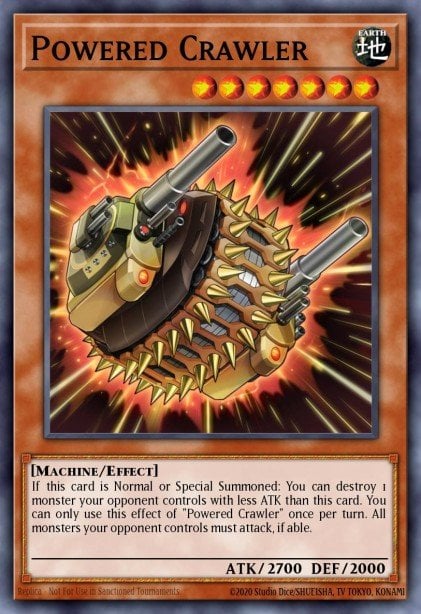 POWERED CRAWLER
EARTH
地
[MACHINE/EFFECT]
If this card is Normal or Special Summoned: You can destroy 1
monster your opponent controls with less ATK than this card. You
can only use this effect of "Powered Crawler" once per turn. All
monsters your opponent controls must attack, if able.
ATK/2700 DEF/2000
Replica - Not For Use in Sanctioned Tournaments
©2020 Studio Dice/SHUEISHA, TV TOKYO, KONAMI